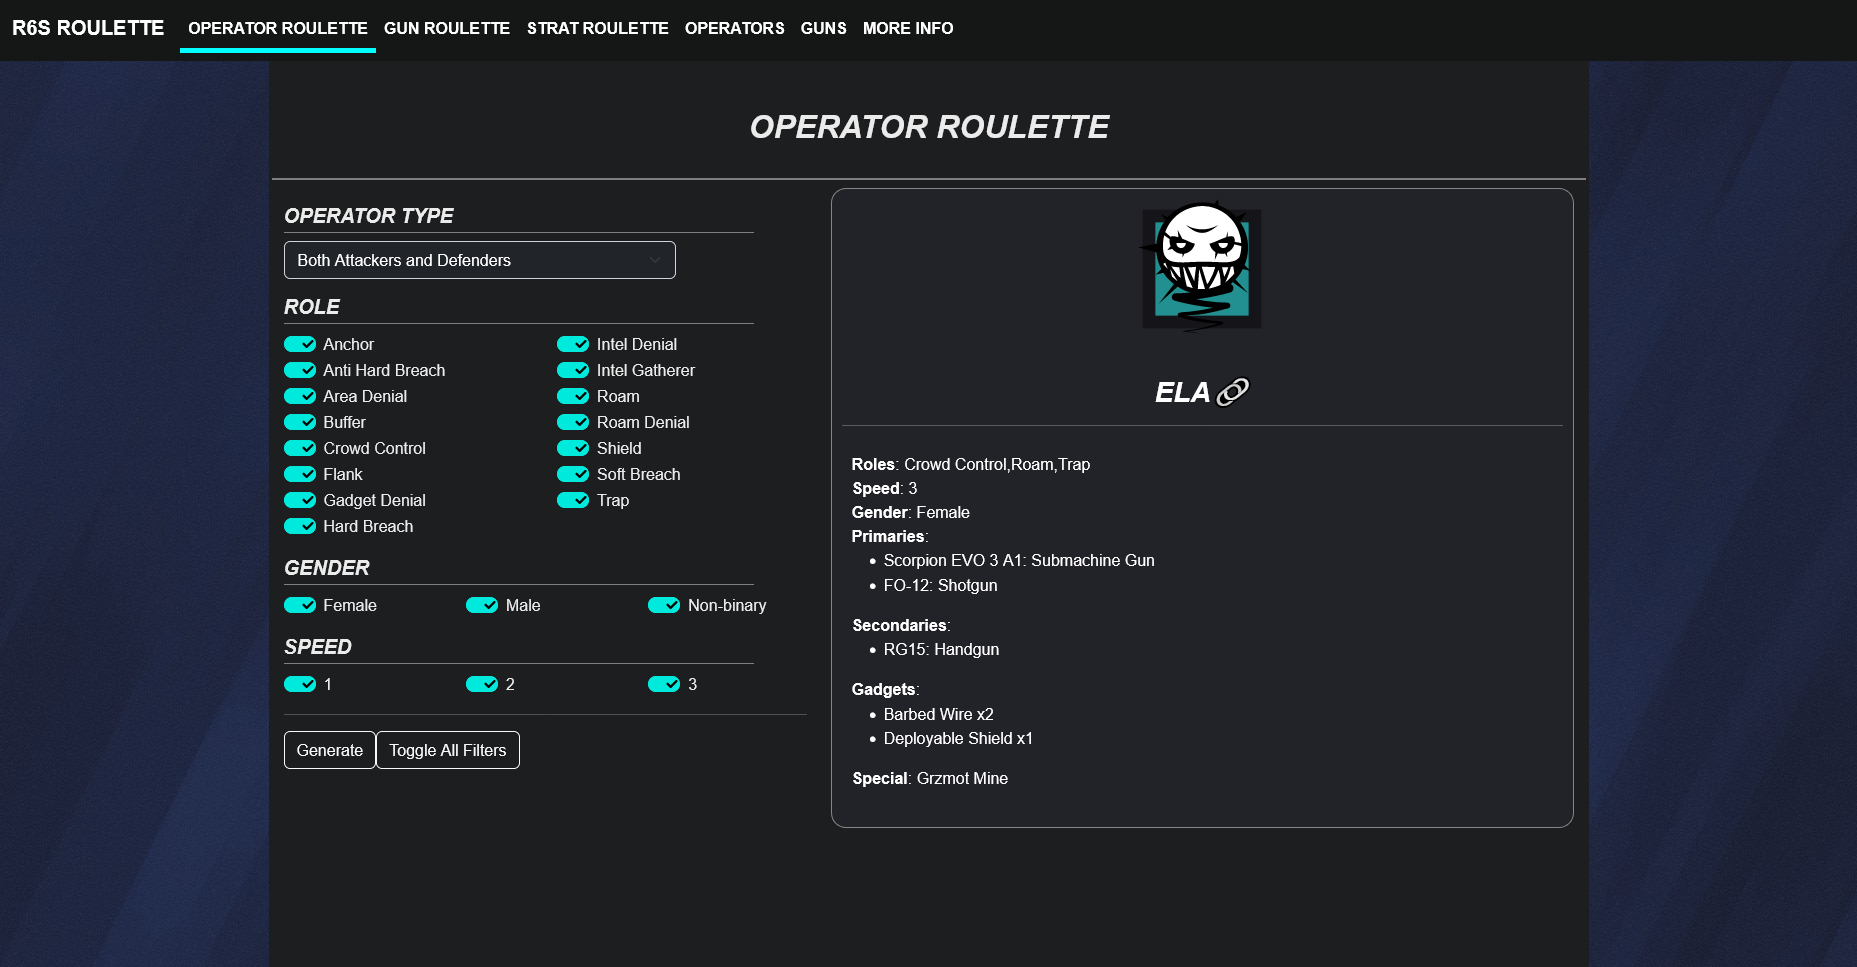 R6S ROULETTE OPERATOR ROULETTE GUN ROULETTE STRAT ROULETTE OPERATORS GUNS MORE INFO
OPERATOR ROULETTE
OPERATOR TYPE
Both Attackers and Defenders
ROLE
Anchor
Anti Hard Breach
Area Denial
Buffer
Crowd Control
Flank
Gadget Denial
Hard Breach
Intel Denial
Intel Gatherer
Roam
Roam Denial
Shield
Soft Breach
Trap
GENDER
Female Male Non-binary
SPEED
1 2 3
Generate Toggle All Filters
ELA
Roles: Crowd Control,Roam,Trap
Speed: 3
Gender: Female
Primaries:
Scorpion EVO 3 A1: Submachine Gun
FO-12: Shotgun
Secondaries:
RG15: Handgun
Gadgets:
Barbed Wire x2
Deployable Shield x1
Special: Grzmot Mine